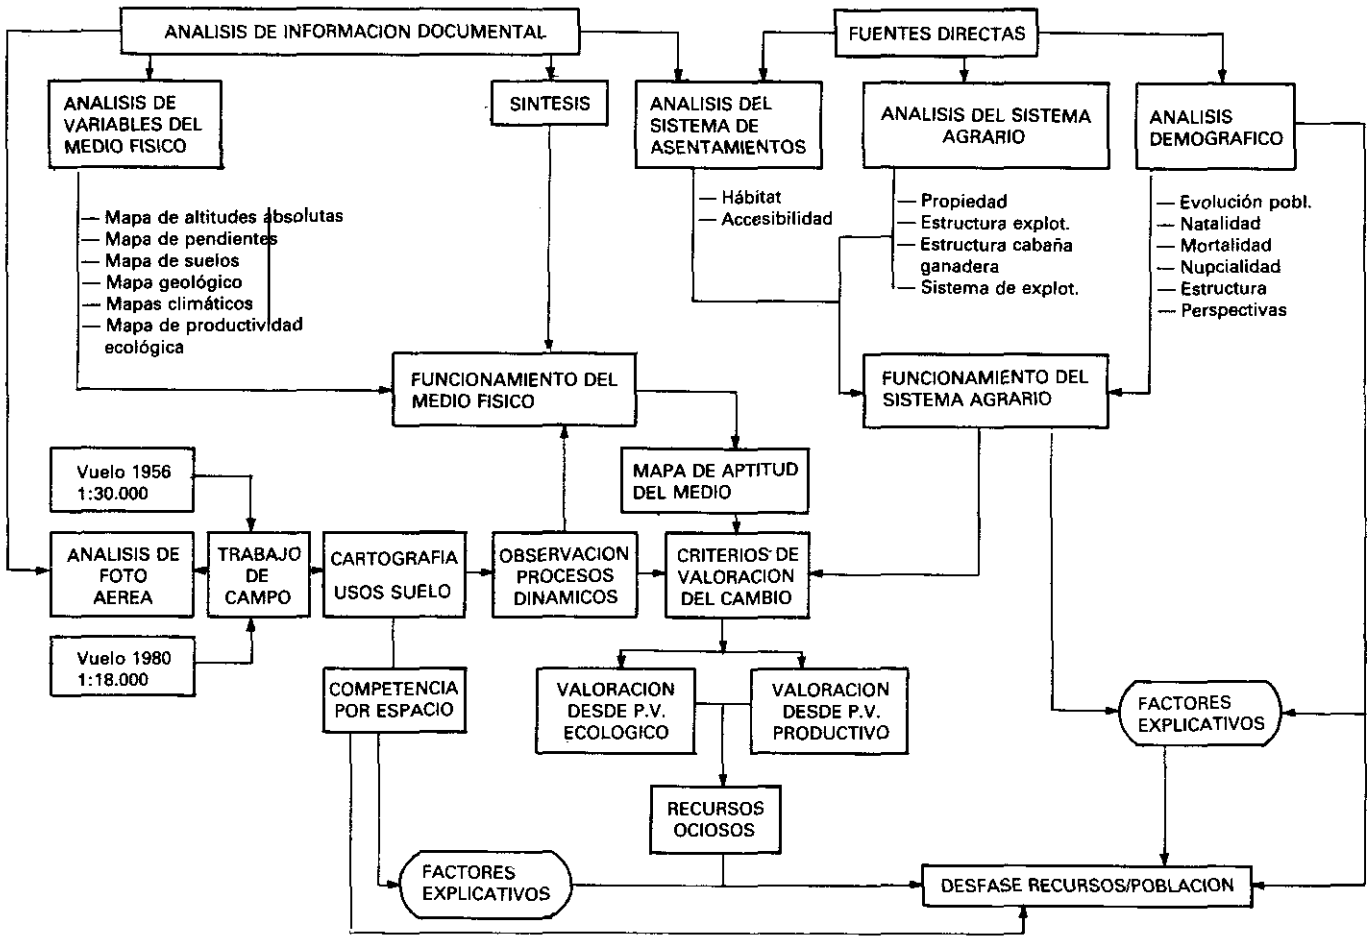 ANALISIS DE INFORMACION DOCUMENTAL
FUENTES DIRECTAS
ANALISIS DE
VARIABLES DEL
MEDIO FISICO
SINTESIS
ANALISIS DEL
SISTEMA DE
ASENTAMIENTOS
ANALISIS DEL SISTEMA
AGRARIO
ANALISIS
DEMOGRAFICO
— Mapa de altitudes absolutas
— Mapa de pendientes
— Mapa de suelos
— Mapa geológico
— Mapas climáticos
— Mapa de productividad
ecológica
— Hábitat
— Accesibilidad
— Propiedad
— Estructura explot.
— Estructura cabaña
ganadera
— Sistema de explot.
— Evolución pobl.
— Natalidad
— Mortalidad
— Nupcialidad
— Estructura
— Perspectivas
FUNCIONAMIENTO DEL
MEDIO FISICO
FUNCIONAMIENTO DEL
SISTEMA AGRARIO
Vuelo 1956
1:30.000
MAPA DE APTITUD
DEL MEDIO
ANALISIS DE
FOTO
AEREA
TRABAJO
DE
CAMPO
CARTOGRAFIA
USOS SUELO
OBSERVACION
PROCESOS
DINAMICOS
CRITERIOS DE
VALORACION
DEL CAMBIO
Vuelo 1980
1:18.000
COMPETENCIA
POR ESPACIO
VALORACION
DESDE P.V.
ECOLOGICO
VALORACION
DESDE P.V.
PRODUCTIVO
FACTORES
EXPLICATIVOS
RECURSOS
OCIOSOS
FACTORES
EXPLICATIVOS
DESFASE RECURSOS/POBLACION